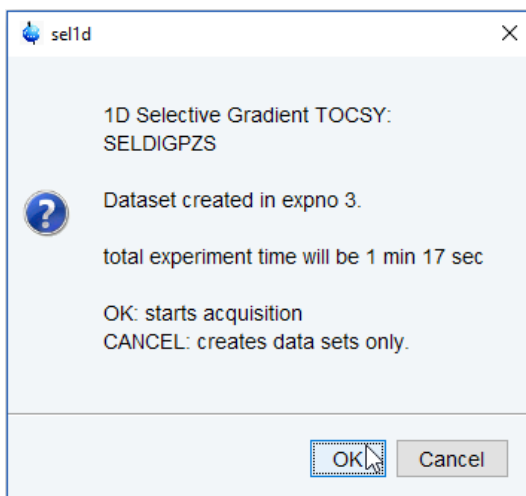 sel1d
1D Selective Gradient TOCSY:
SELDIGPZS
Dataset created in expno 3.
total experiment time will be 1 min 17 sec
OK: starts acquisition
CANCEL: creates data sets only.
OK
Cancel